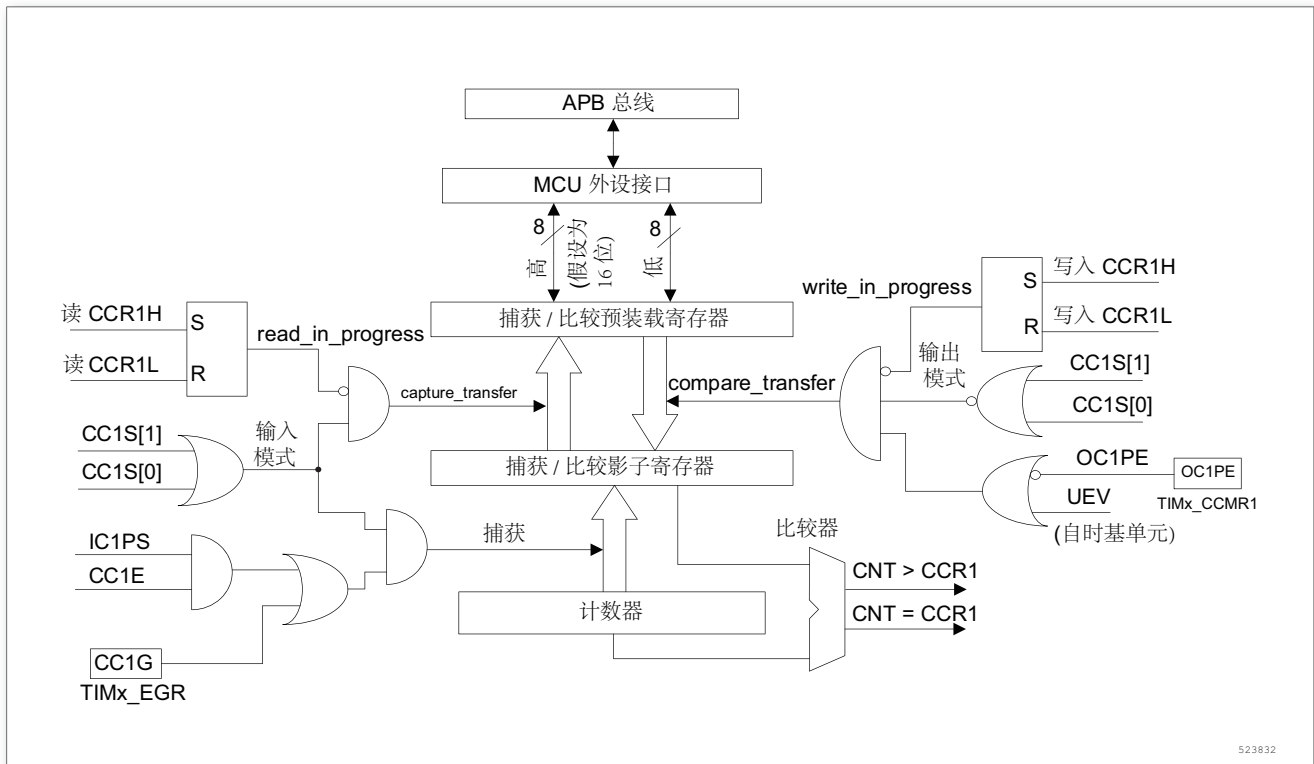 APB 总线
MCU 外设接口
8
8
高
(假设为
16 位)
低
写入 CCR1H
S
write_in_progress
写入 CCR1L
R
读 CCR1H
S
read_in_progress
捕获 / 比较预装载寄存器
读 CCR1L
R
输出
模式
CC1S[1]
capture_transfer
compare_transfer
CC1S[0]
CC1S[1]
输入
模式
CC1S[0]
捕获 / 比较影子寄存器
OC1PE
OC1PE
UEV
TIMx_CCMR1
(自时基单元)
IC1PS
捕获
比较器
CC1E
CNT > CCR1
计数器
CNT = CCR1
CC1G
TIMx_EGR
523832